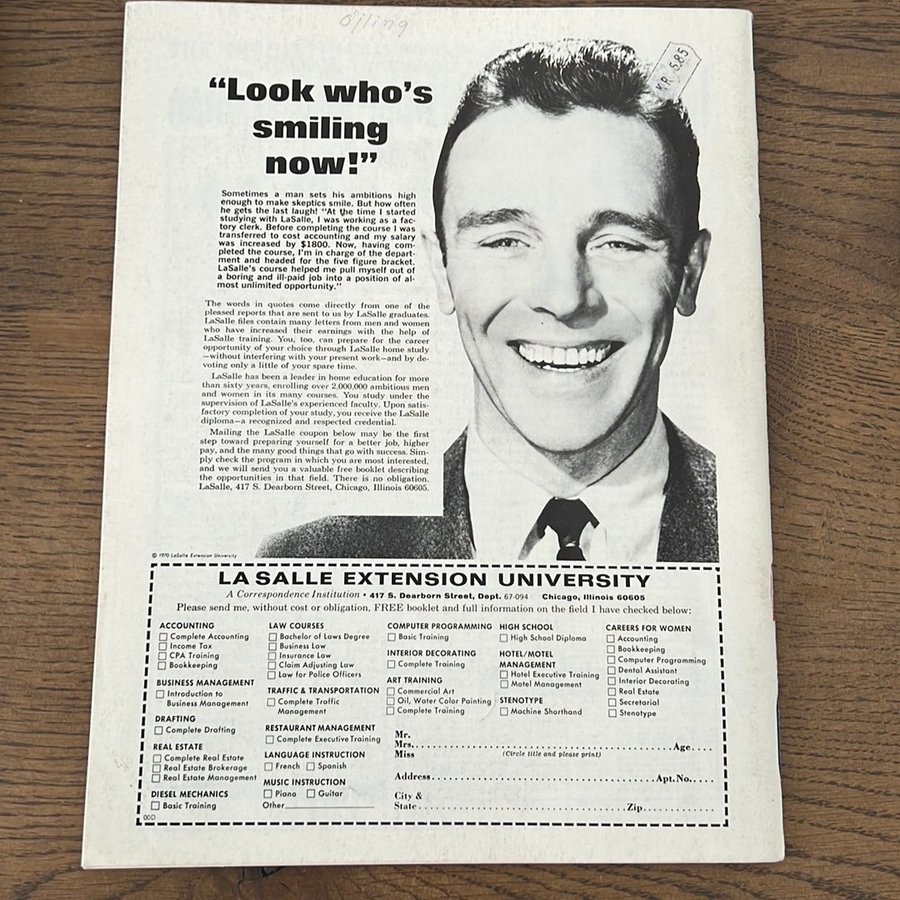 Öjling
KR. 5.85
“Look who’s
smiling
now!”
Sometimes a man sets his ambitions high
enough to make skeptics smile. But how often
he gets the last laugh! “At the time I started
studying with LaSalle, I was working as a fac-
tory clerk. Before completing the course I was
transferred to cost accounting and my salary
was increased by $1800. Now, having com-
pleted the course, I’m in charge of the depart-
ment and headed for the five figure bracket.
LaSalle’s course helped me pull myself out of
a boring and ill-paid job into a position of al-
most unlimited opportunity.”
The words in quotes come directly from one of the
pleased reports that are sent to us by LaSalle graduates.
LaSalle files contain many letters from men and women
who have increased their earnings with the help of
LaSalle training. You, too, can prepare for the career
opportunity of your choice through LaSalle home study
—without interfering with your present work—and by de-
voting only a little of your spare time.
LaSalle has been a leader in home education for more
than sixty years, enrolling over 2,000,000 ambitious men
and women in its many courses. You study under the
supervision of LaSalle’s experienced faculty. Upon satis-
factory completion of your study, you receive the LaSalle
diploma—a recognized and respected credential.
Mailing the LaSalle coupon below may be the first
step toward preparing yourself for a better job, higher
pay, and the many good things that go with success. Sim-
ply check the program in which you are most interested,
and we will send you a valuable free booklet describing
the opportunities in that field. There is no obligation.
LaSalle, 417 S. Dearborn Street, Chicago, Illinois 60605.
© 1970 LaSalle Extension University
LA SALLE EXTENSION UNIVERSITY
A Correspondence Institution • 417 S. Dearborn Street, Dept. 67-094 Chicago, Illinois 60605
Please send me, without cost or obligation, FREE booklet and full information on the field I have checked below:
ACCOUNTING
Complete Accounting
Income Tax
CPA Training
Bookkeeping
BUSINESS MANAGEMENT
Introduction to
Business Management
DRAFTING
Complete Drafting
REAL ESTATE
Complete Real Estate
Real Estate Brokerage
Real Estate Management
DIESEL MECHANICS
Basic Training
00D
LAW COURSES
Bachelor of Laws Degree
Business Law
Insurance Law
Claim Adjusting Law
Law for Police Officers
TRAFFIC & TRANSPORTATION
Complete Traffic
Management
RESTAURANT MANAGEMENT
Complete Executive Training
LANGUAGE INSTRUCTION
French Spanish
MUSIC INSTRUCTION
Piano Guitar
Other
COMPUTER PROGRAMMING
Basic Training
INTERIOR DECORATING
Complete Training
ART TRAINING
Commercial Art
Oil, Water Color Painting
Complete Training
HIGH SCHOOL
High School Diploma
HOTEL/MOTEL
MANAGEMENT
Hotel Executive Training
Motel Management
STENOTYPE
Machine Shorthand
CAREERS FOR WOMEN
Accounting
Bookkeeping
Computer Programming
Dental Assistant
Interior Decorating
Real Estate
Secretarial
Stenotype
Mr.
Mrs. Age
Miss (Circle title and please print)
Address Apt. No.
City &
State Zip